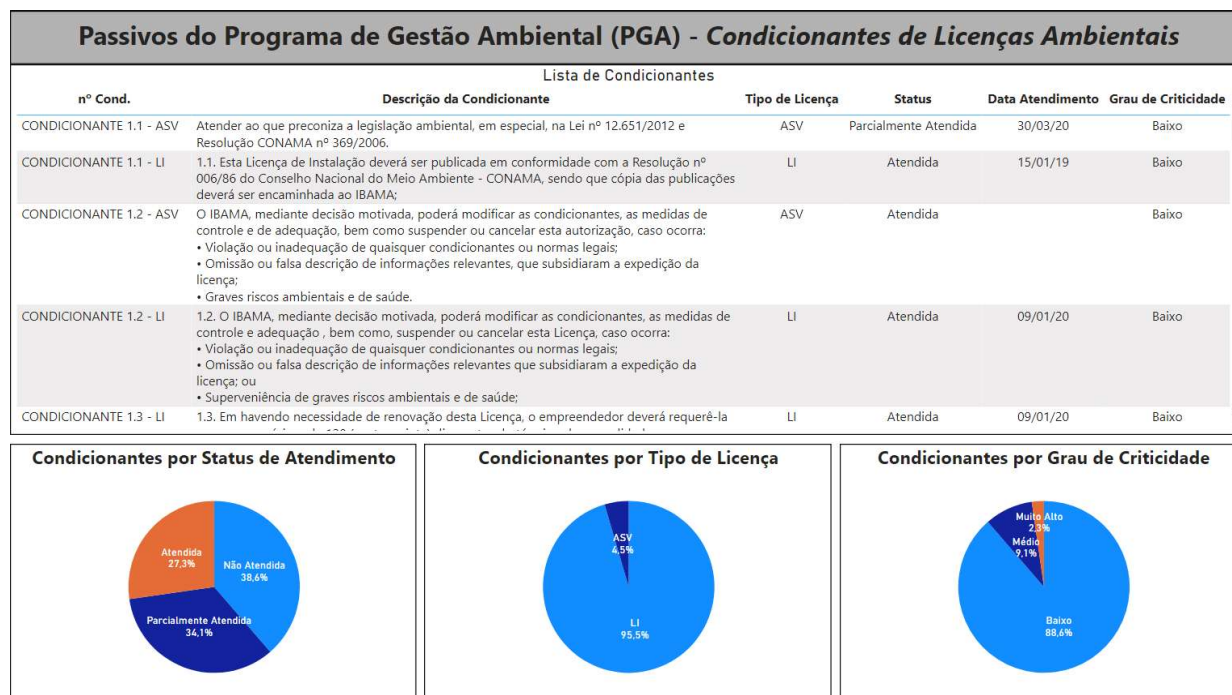 Passivos do Programa de Gestão Ambiental (PGA) - Condicionantes de Licenças Ambientais
Lista de Condicionantes
nº Cond. Descrição da Condicionante Tipo de Licença Status Data Atendimento Grau de Criticidade
CONDICIONANTE 1.1 - ASV Atender ao que preconiza a legislação ambiental, em especial, na Lei nº 12.651/2012 e ASV Parcialmente Atendida 30/03/20 Baixo
Resolução CONAMA nº 369/2006.
CONDICIONANTE 1.1 - LI 1.1. Esta Licença de Instalação deverá ser publicada em conformidade com a Resolução nº LI Atendida 15/01/19 Baixo
006/86 do Conselho Nacional do Meio Ambiente - CONAMA, sendo que cópia das publicações
deverá ser encaminhada ao IBAMA;
CONDICIONANTE 1.2 - ASV O IBAMA, mediante decisão motivada, poderá modificar as condicionantes, as medidas de ASV Atendida Baixo
controle e de adequação, bem como suspender ou cancelar esta autorização, caso ocorra:
• Violação ou inadequação de quaisquer condicionantes ou normas legais;
• Omissão ou falsa descrição de informações relevantes, que subsidiaram a expedição da
licença;
• Graves riscos ambientais e de saúde.
CONDICIONANTE 1.2 - LI 1.2. O IBAMA, mediante decisão motivada, poderá modificar as condicionantes, as medidas de LI Atendida 09/01/20 Baixo
controle e adequação , bem como, suspender ou cancelar esta Licença, caso ocorra:
• Violação ou inadequação de quaisquer condicionantes ou normas legais;
• Omissão ou falsa descrição de informações relevantes que subsidiaram a expedição da
licença; ou
• Superveniência de graves riscos ambientais e de saúde;
CONDICIONANTE 1.3 - LI 1.3. Em havendo necessidade de renovação desta Licença, o empreendedor deverá requerê-la LI Atendida 09/01/20 Baixo
Condicionantes por Status de Atendimento
Atendida
27,3%
Não Atendida
38,6%
Parcialmente Atendida
34,1%
Condicionantes por Tipo de Licença
ASV
4,5%
LI
95,5%
Condicionantes por Grau de Criticidade
Muito Alto
2,3%
Médio
9,1%
Baixo
88,6%